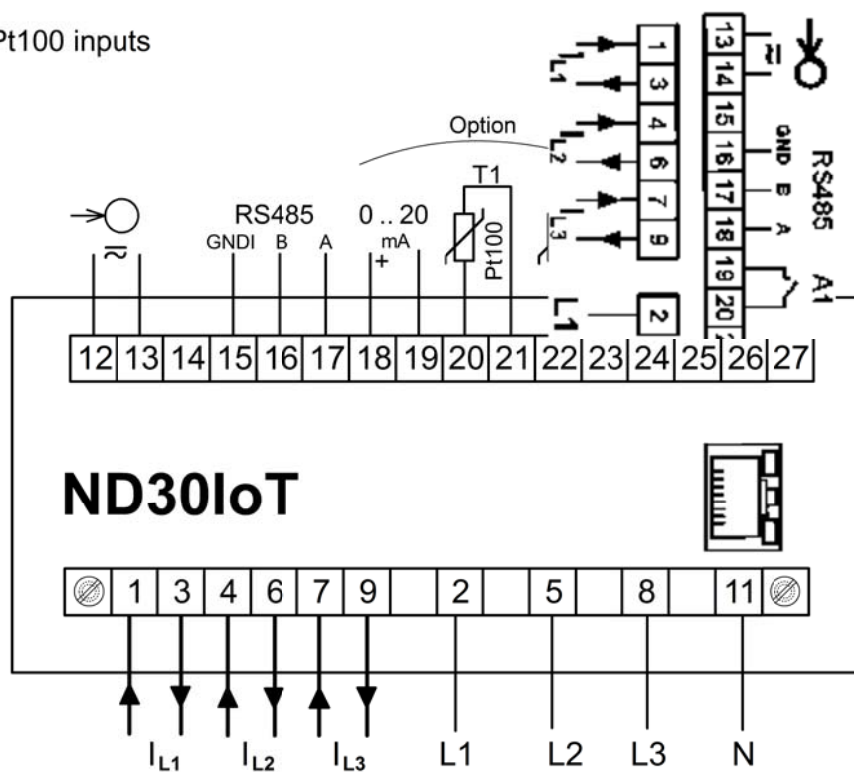 Pt100 inputs
Option
T1
RS485
0 .. 20
GNDI B A
mA
+
Pt100
I L1
I L2
I L3
L1
1
3
4
6
7
9
2
13
14
15
16
17
18
19
20
GND
B
A
RS485
A1
12 13 14 15 16 17 18 19 20 21 22 23 24 25 26 27
ND30IoT
1 3 4 6 7 9 2 5 8 11
IL1 IL2 IL3 L1 L2 L3 N